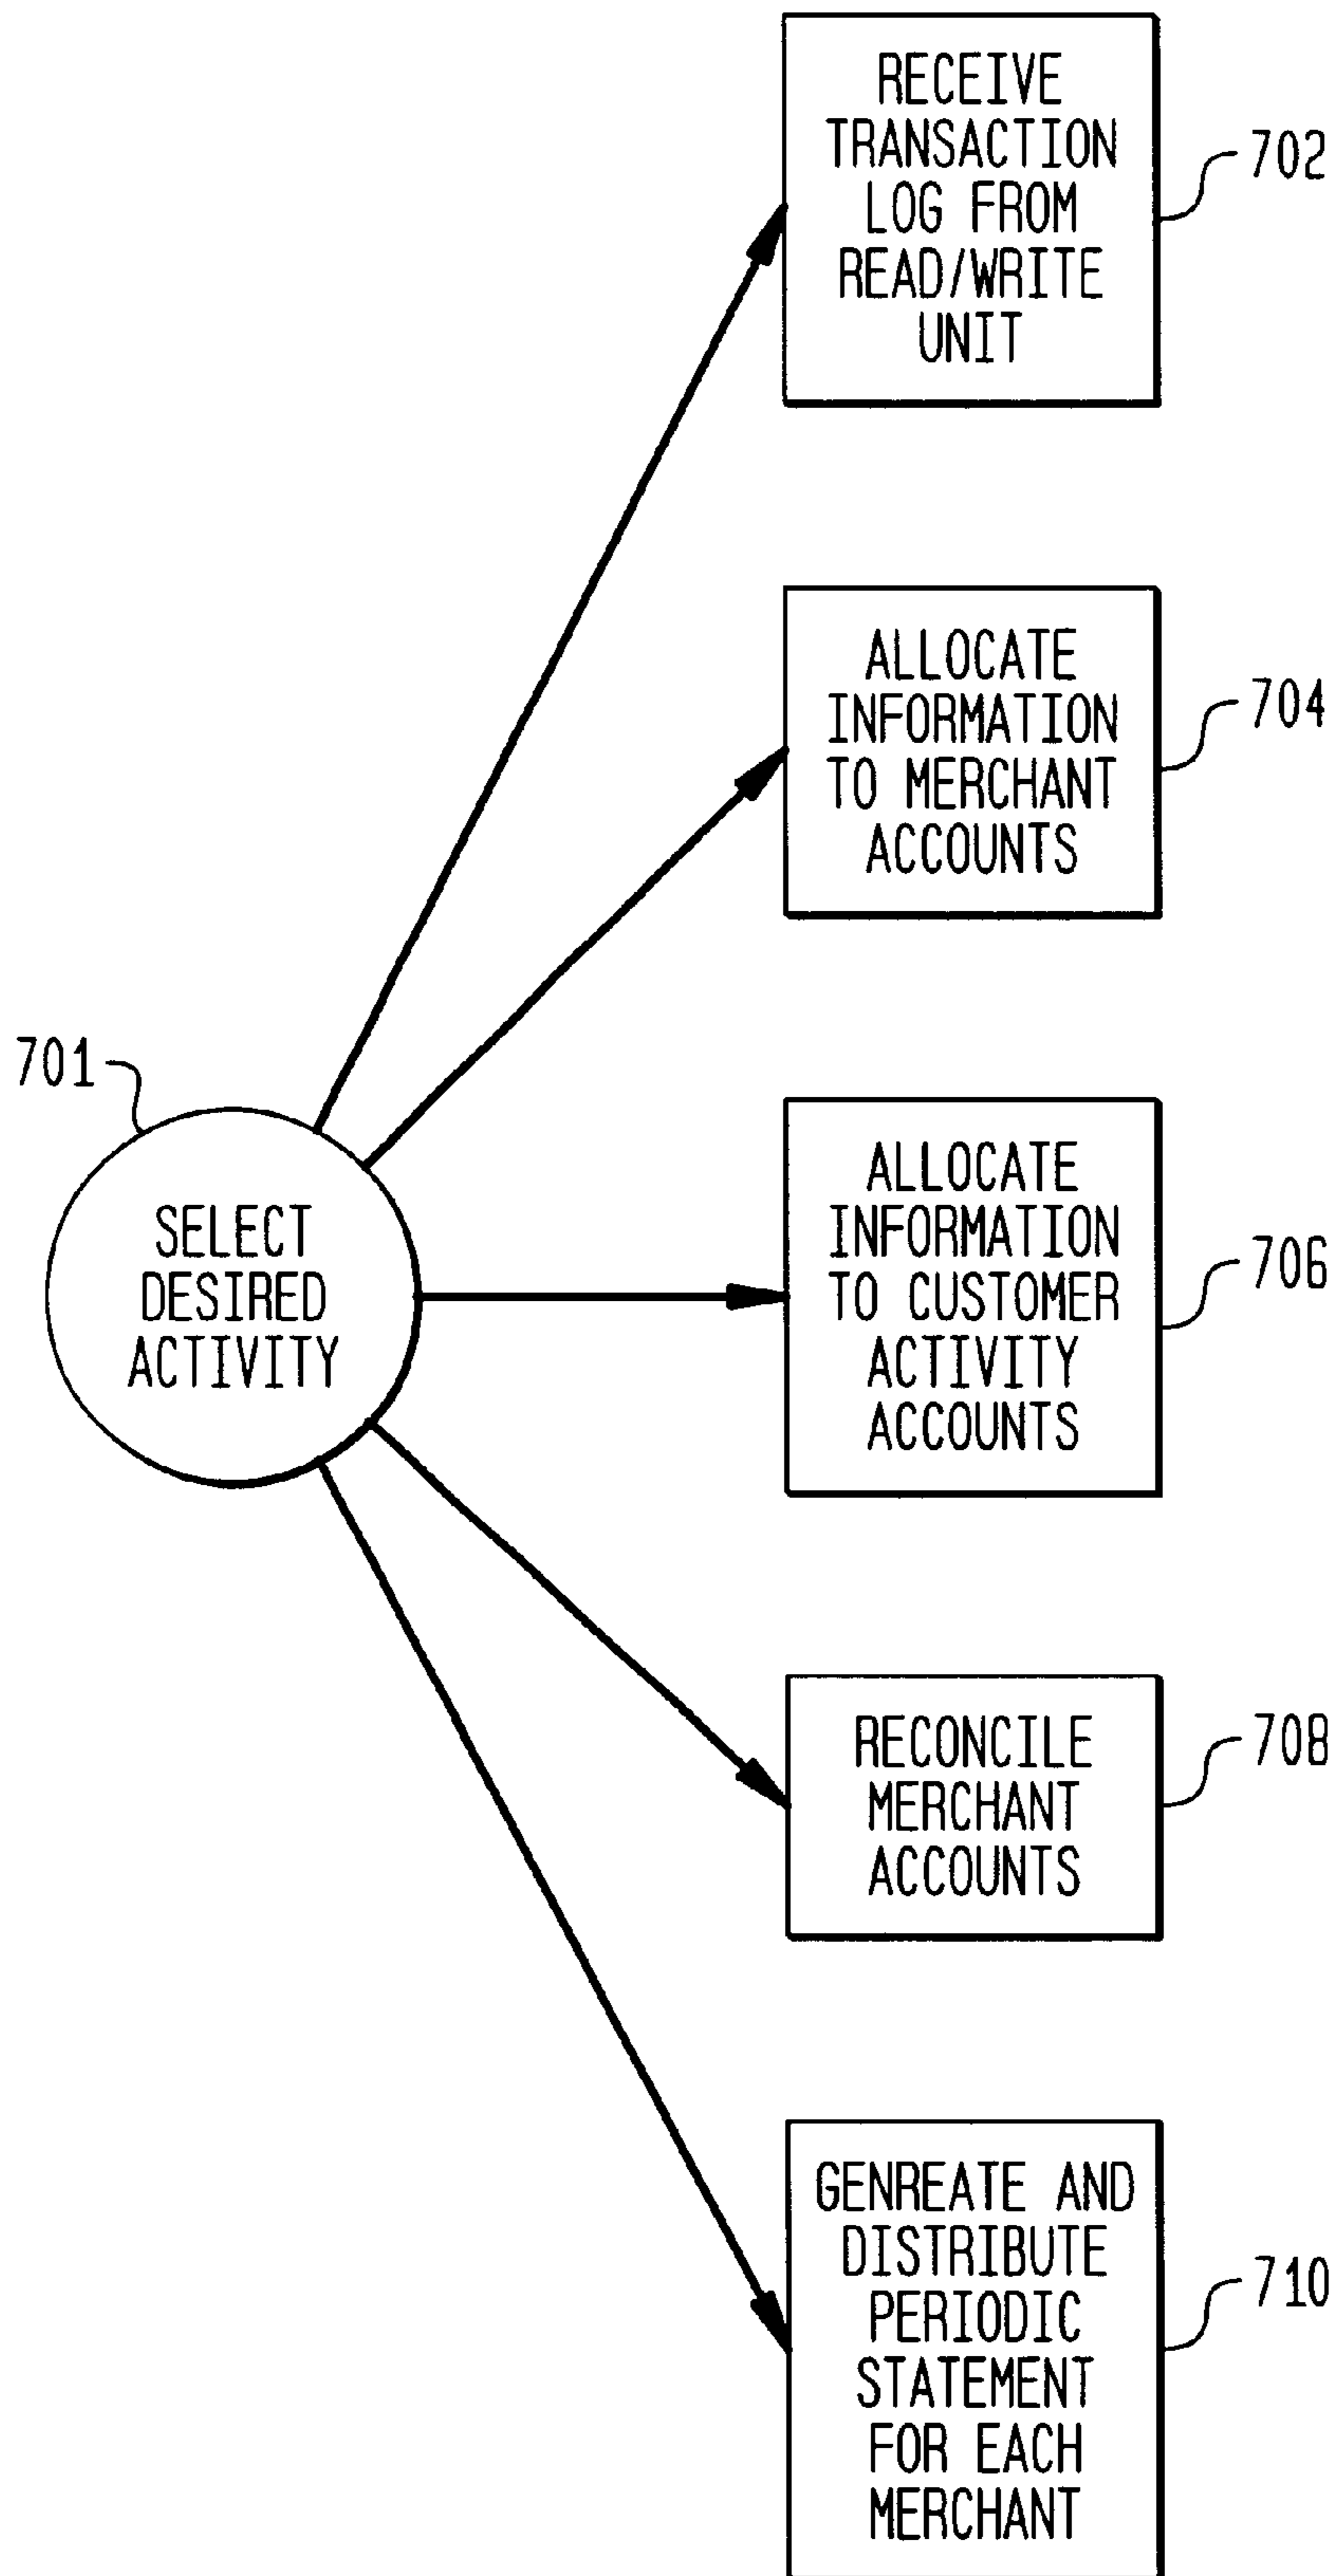 RECEIVE
TRANSACTION
LOG FROM
READ/WRITE
UNIT
702
ALLOCATE
INFORMATION
TO MERCHANT
ACCOUNTS
704
701
SELECT
DESIRED
ACTIVITY
ALLOCATE
INFORMATION
TO CUSTOMER
ACTIVITY
ACCOUNTS
706
RECONCILE
MERCHANT
ACCOUNTS
708
GENREATE AND
DISTRIBUTE
PERIODIC
STATEMENT
FOR EACH
MERCHANT
710